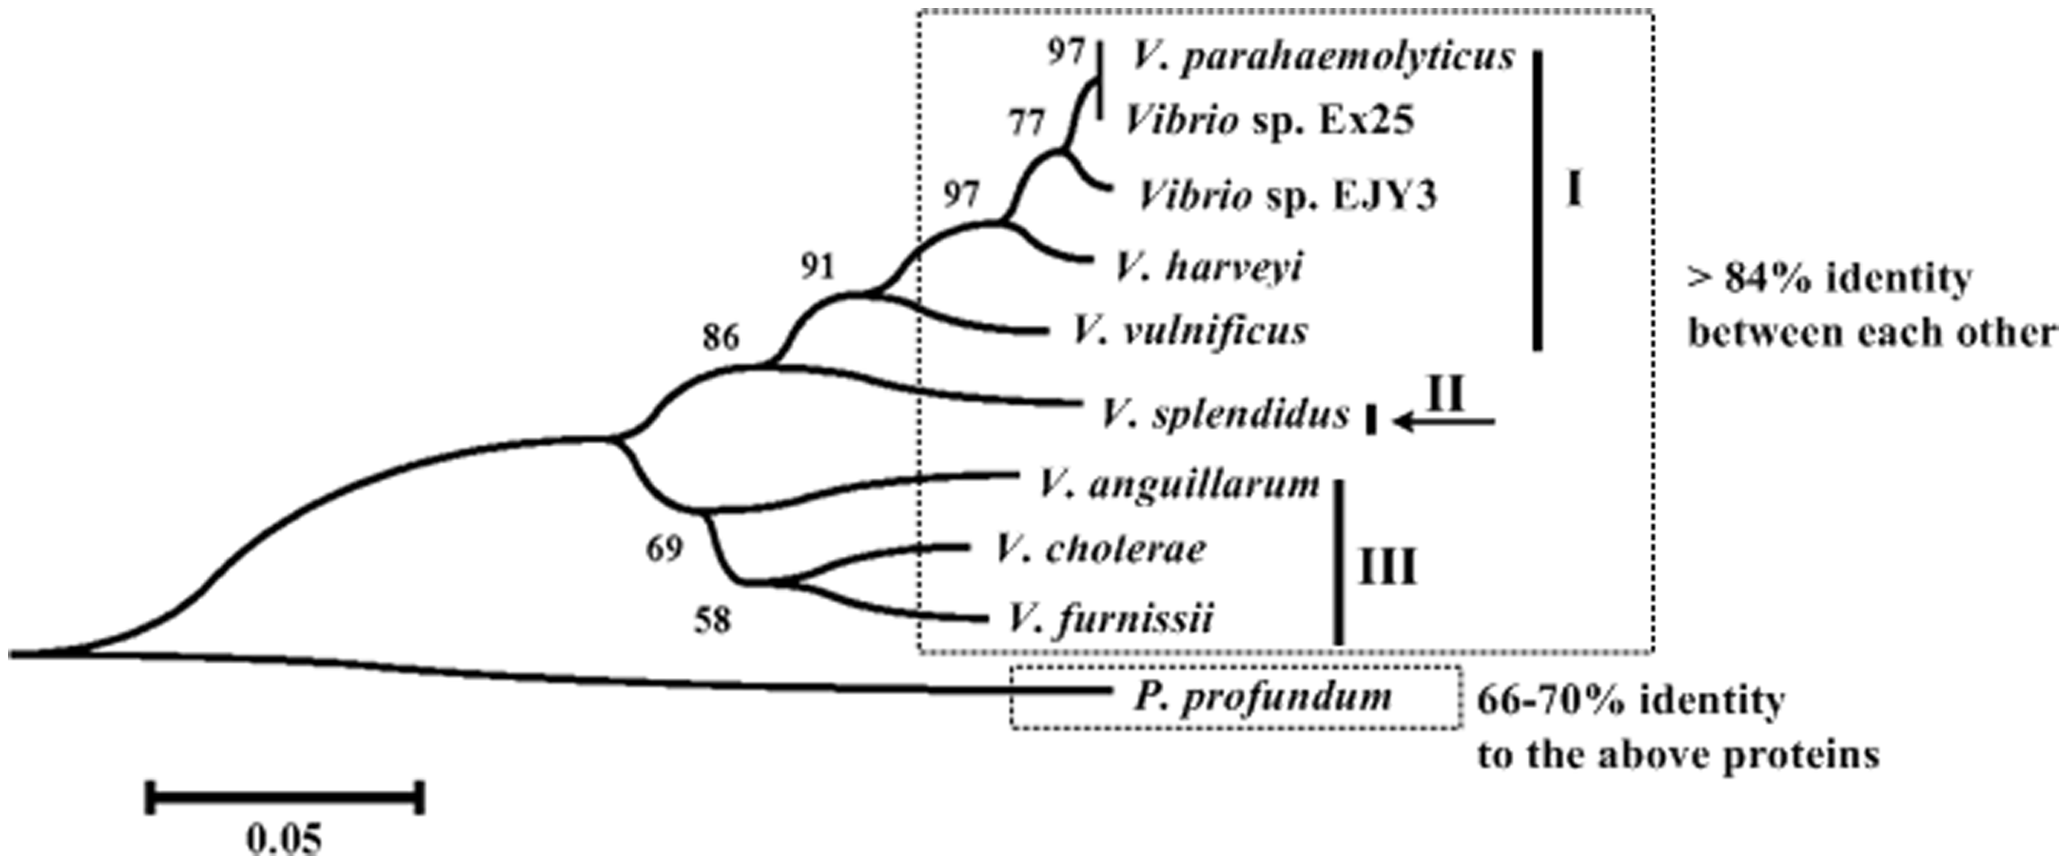 97
V. parahaemolyticus
77
Vibrio sp. Ex25
97
Vibrio sp. EJY3
I
91
V. harveyi
> 84% identity
between each other
86
V. vulnificus
V. splendidus
II
V. anguillarum
69
V. cholerae
III
58
V. furnissii
P. profundum
66-70% identity
to the above proteins
0.05